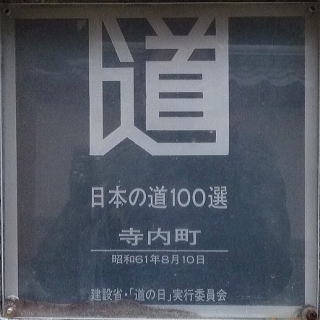 道
日本の道100選
寺内町
昭和61年8月10日
建設省・「道の日」実行委員会